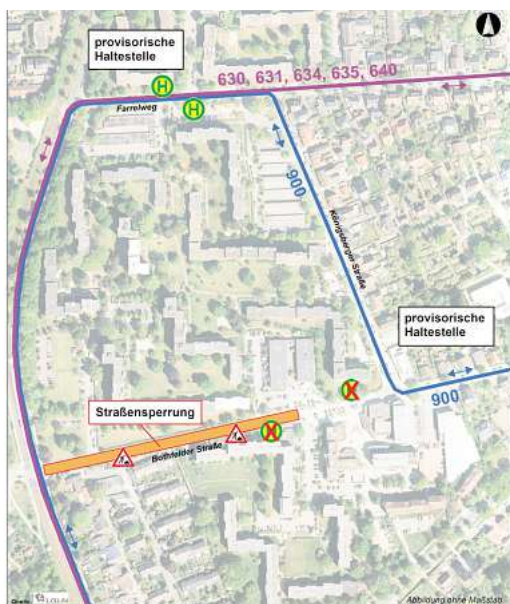 provisorische
Haltestelle
630, 631, 634, 635, 640
H
Farrelweg
H
900
Königsberger Straße
provisorische
Haltestelle
900
Straßensperrung
Bothfelder Straße
Abbildung ohne Maßstab